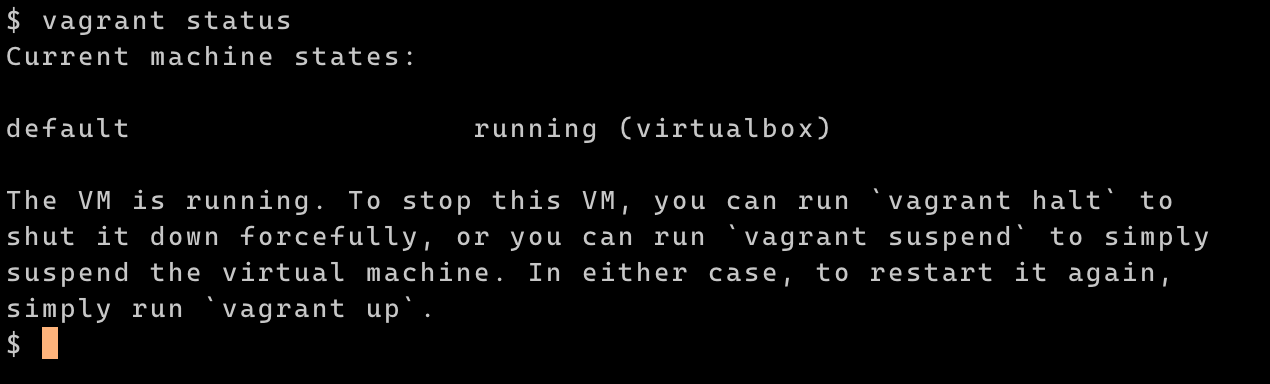 $ vagrant status
Current machine states:
default                   running (virtualbox)
The VM is running. To stop this VM, you can run `vagrant halt` to
shut it down forcefully, or you can run `vagrant suspend` to simply
suspend the virtual machine. In either case, to restart it again,
simply run `vagrant up`.
$